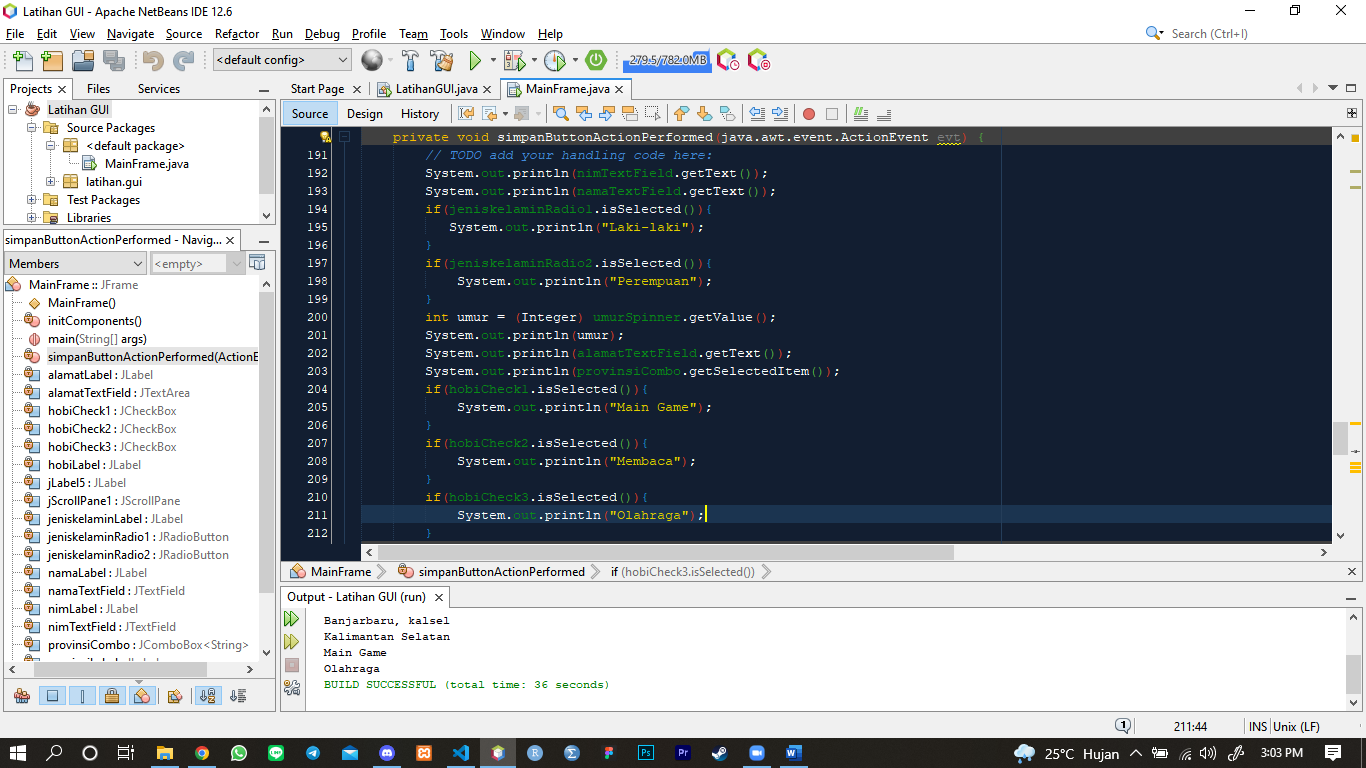 Latihan GUI - Apache NetBeans IDE 12.6
File Edit View Navigate Source Refactor Run Debug Profile Team Tools Window Help
Search (Ctrl+I)
<default config>
279.5/782.0MB
Projects Files Services
Latihan GUI
Source Packages
<default package>
MainFrame.java
latihan.gui
Test Packages
Libraries
simpanButtonActionPerformed - Navig...
Members
<empty>
MainFrame :: JFrame
MainFrame()
initComponents()
main(String[] args)
simpanButtonActionPerformed(ActionE
alamatLabel : JLabel
alamatTextField : JTextArea
hobiCheck1 : JCheckBox
hobiCheck2 : JCheckBox
hobiCheck3 : JCheckBox
hobiLabel : JLabel
jLabel5 : JLabel
jScrollPane1 : JScrollPane
jeniskelaminLabel : JLabel
jeniskelaminRadio1 : JRadioButton
jeniskelaminRadio2 : JRadioButton
namaLabel : JLabel
namaTextField : JTextField
nimLabel : JLabel
nimTextField : JTextField
provinsiCombo : JComboBox<String>
Start Page LatihanGUI.java MainFrame.java
Source Design History
private void simpanButtonActionPerformed(java.awt.event.ActionEvent evt) {
191 // TODO add your handling code here:
192 System.out.println(nimTextField.getText());
193 System.out.println(namaTextField.getText());
194 if(jeniskelaminRadio1.isSelected()){
195 System.out.println("Laki-laki");
196 }
197 if(jeniskelaminRadio2.isSelected()){
198 System.out.println("Perempuan");
199 }
200 int umur = (Integer) umurSpinner.getValue();
201 System.out.println(umur);
202 System.out.println(alamatTextField.getText());
203 System.out.println(provinsiCombo.getSelectedItem());
204 if(hobiCheck1.isSelected()){
205 System.out.println("Main Game");
206 }
207 if(hobiCheck2.isSelected()){
208 System.out.println("Membaca");
209 }
210 if(hobiCheck3.isSelected()){
211 System.out.println("Olahraga");
212 }
MainFrame simpanButtonActionPerformed if (hobiCheck3.isSelected())
Output - Latihan GUI (run)
Banjarbaru, kalsel
Kalimantan Selatan
Main Game
Olahraga
BUILD SUCCESSFUL (total time: 36 seconds)
1
211:44
INS Unix (LF)
25°C Hujan
3:03 PM